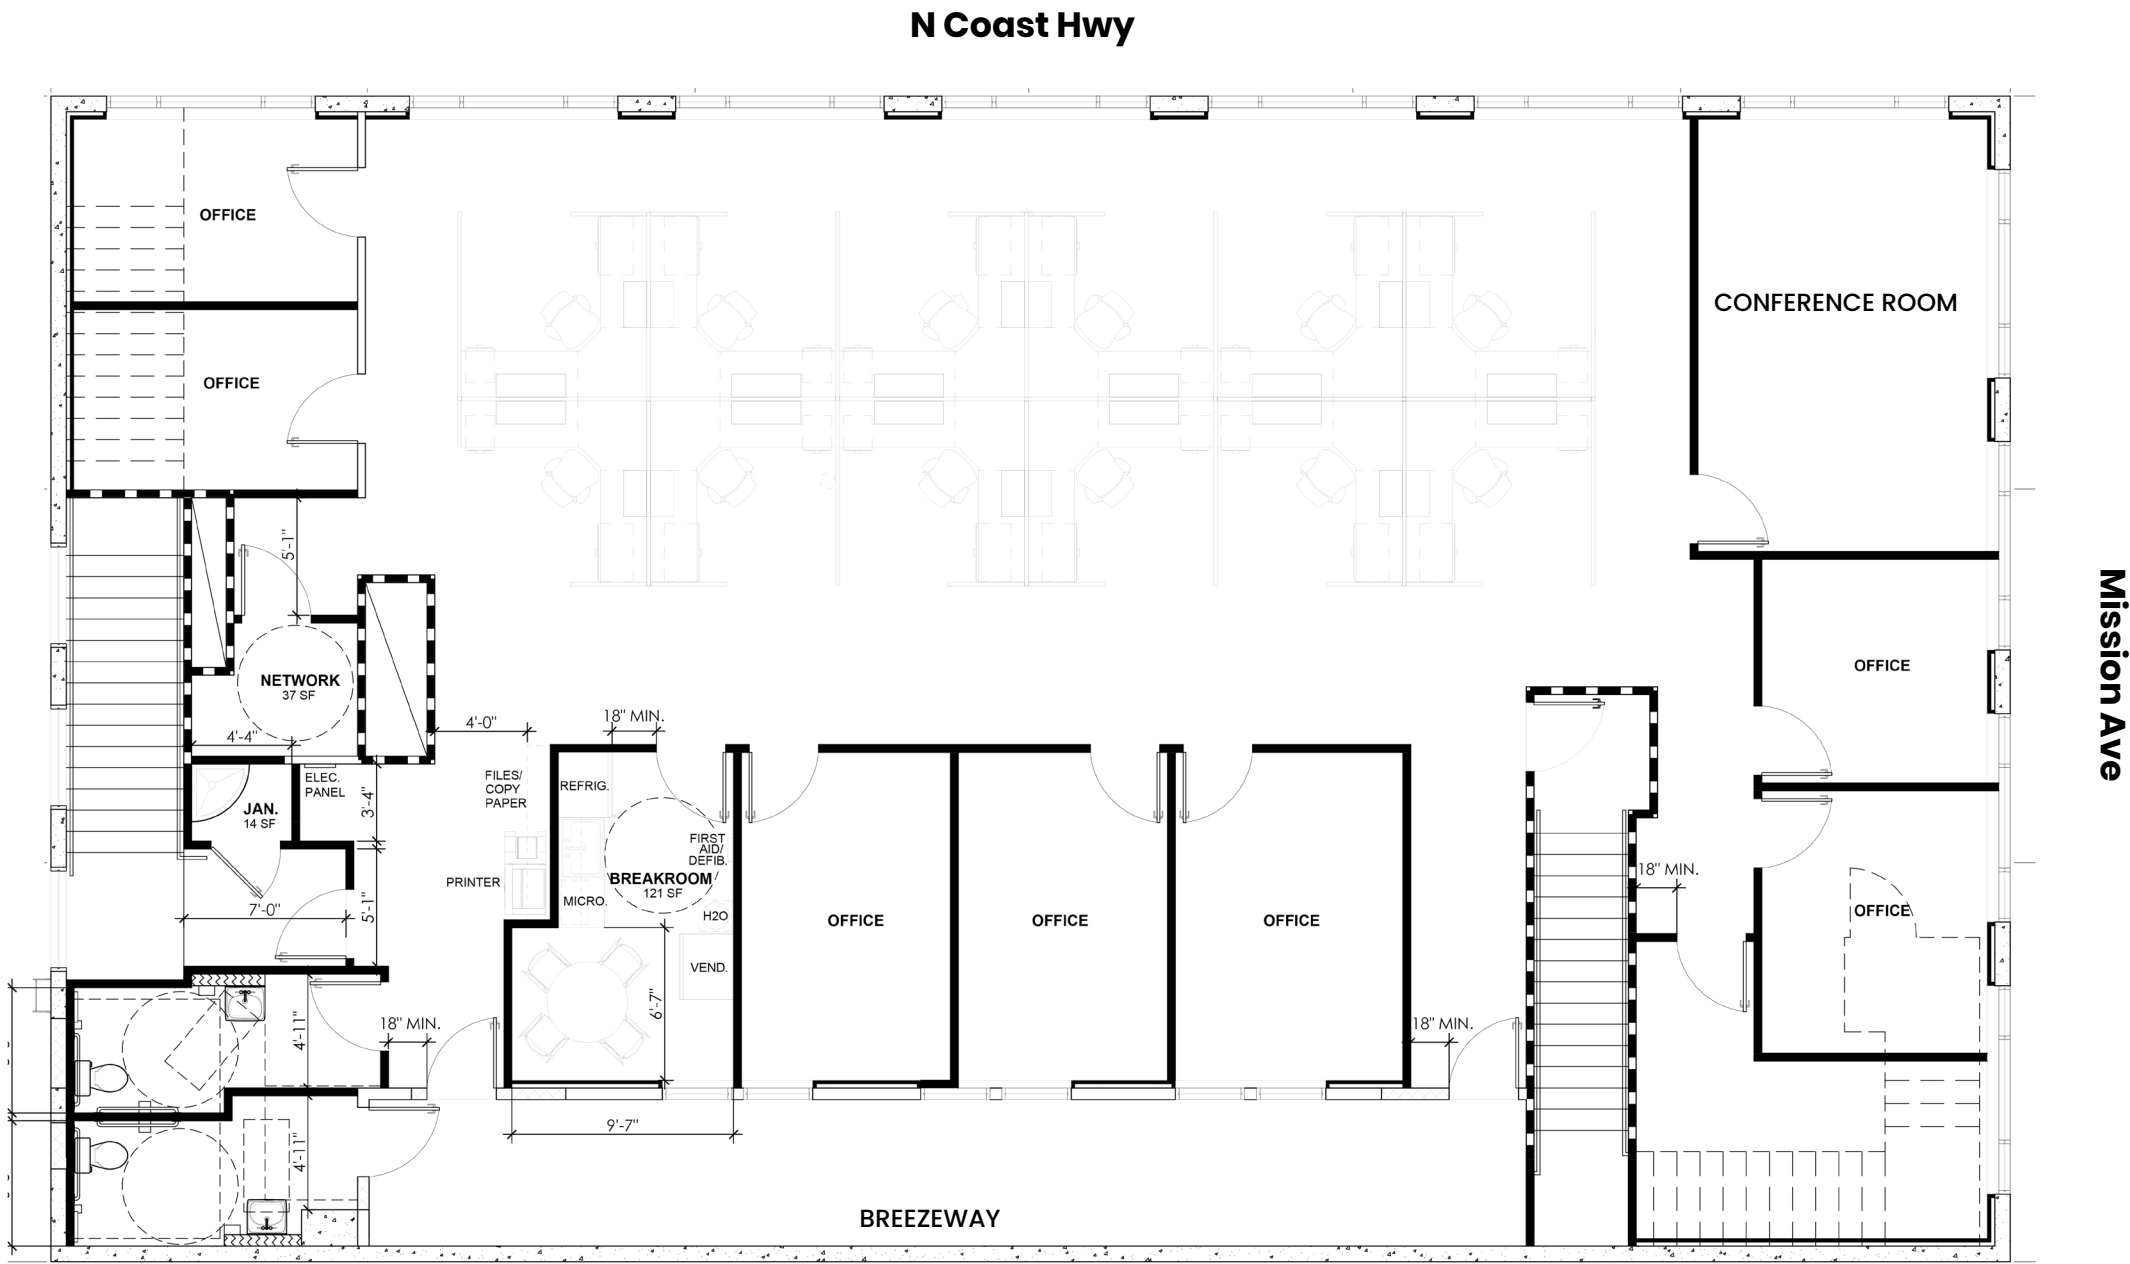 N Coast Hwy
OFFICE
CONFERENCE ROOM
OFFICE
5'-1"
Mission Ave
OFFICE
NETWORK
37 SF
4'-4"
4'-0"
18" MIN.
ELEC.
PANEL
FILES/
COPY
PAPER
REFRIG.
JAN.
14 SF
3'-4"
FIRST
AID/
DEFIB.
PRINTER
BREAKROOM
121 SF
MICRO.
H2O
18" MIN.
7'-0"
5'-1"
OFFICE
OFFICE
OFFICE
OFFICE
VEND.
6'-7"
4'-11"
18" MIN.
18" MIN.
9'-7"
4'-11"
BREEZEWAY